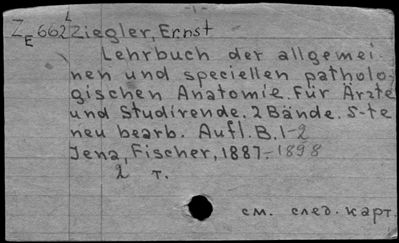 -1-
ZE 662 L Ziegler, Ernst
Lehrbuch der allgemei-
nen und speciellen patholo-
gischen Anatomie. Für Ärzte
und Studirende. 2 Bände. 5-te
neu bearb. Aufl. B.1-2
Jena, Fischer, 1887-1898
2 т.
см. след. карт.